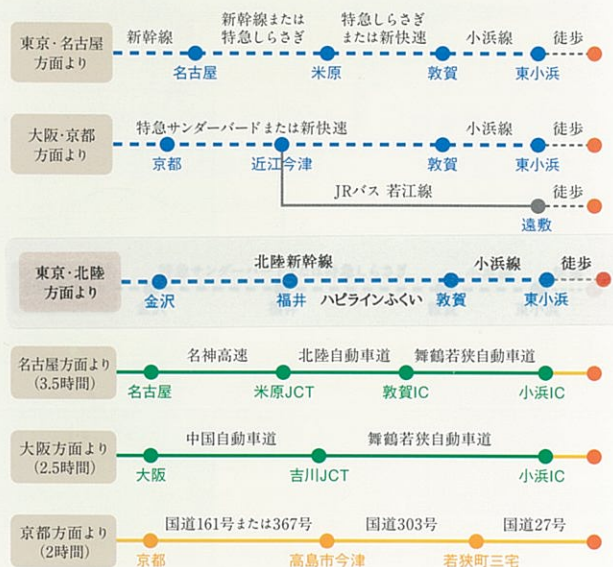 東京・名古屋
方面より
新幹線
新幹線または
特急しらさぎ
特急しらさぎ
または新快速
小浜線
徒歩
名古屋
米原
敦賀
東小浜
大阪・京都
方面より
特急サンダーバードまたは新快速
小浜線
徒歩
京都
近江今津
敦賀
東小浜
JRバス 若江線
徒歩
遠敷
東京・北陸
方面より
北陸新幹線
小浜線
徒歩
金沢
福井
ハピラインふくい
敦賀
東小浜
名古屋方面より
(3.5時間)
名神高速
北陸自動車道
舞鶴若狭自動車道
名古屋
米原JCT
敦賀IC
小浜IC
大阪方面より
(2.5時間)
中国自動車道
舞鶴若狭自動車道
大阪
吉川JCT
小浜IC
京都方面より
(2時間)
国道161号または367号
国道303号
国道27号
京都
高島市今津
若狭町三宅